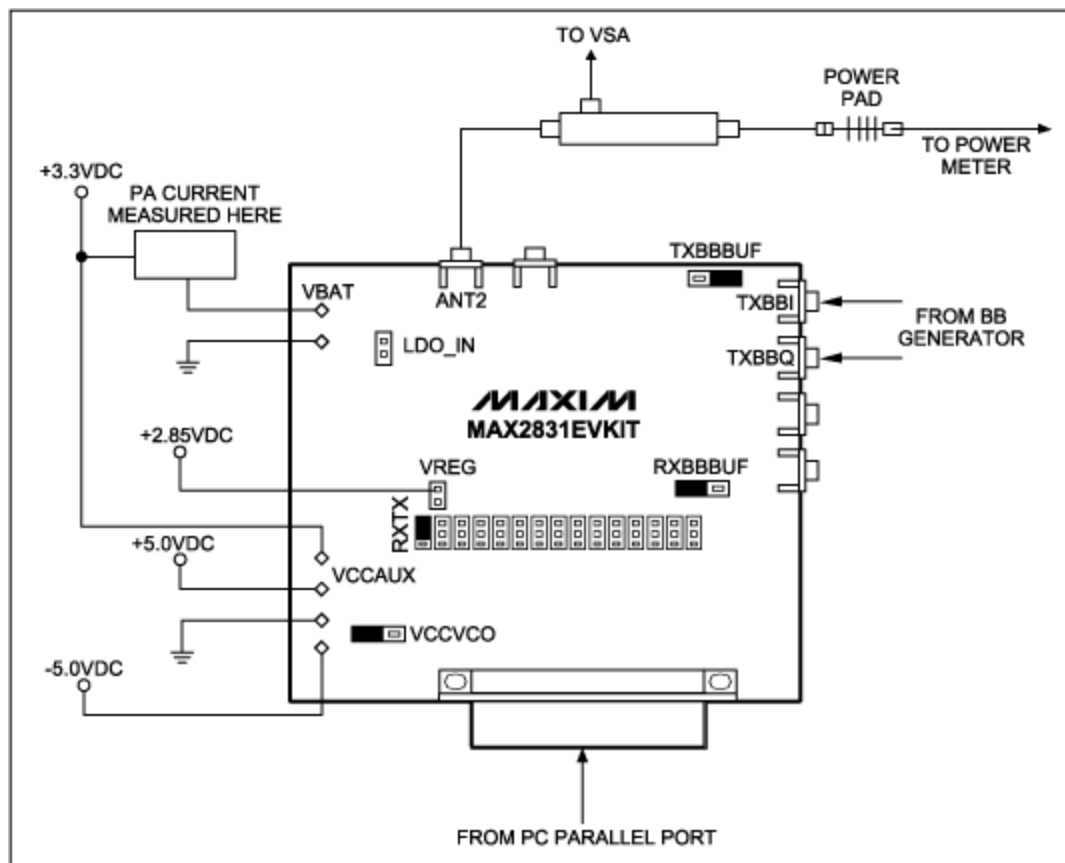 TO VSA
POWER
PAD
TO POWER
METER
+3.3VDC
PA CURRENT
MEASURED HERE
TXBBBUF
VBAT
ANT2
TXBBI
FROM BB
GENERATOR
LDO_IN
TXBBQ
MAXIM
MAX2831EVKIT
+2.85VDC
VREG
RXBBBUF
RXTX
+5.0VDC
VCCAUX
VCCVCO
-5.0VDC
FROM PC PARALLEL PORT